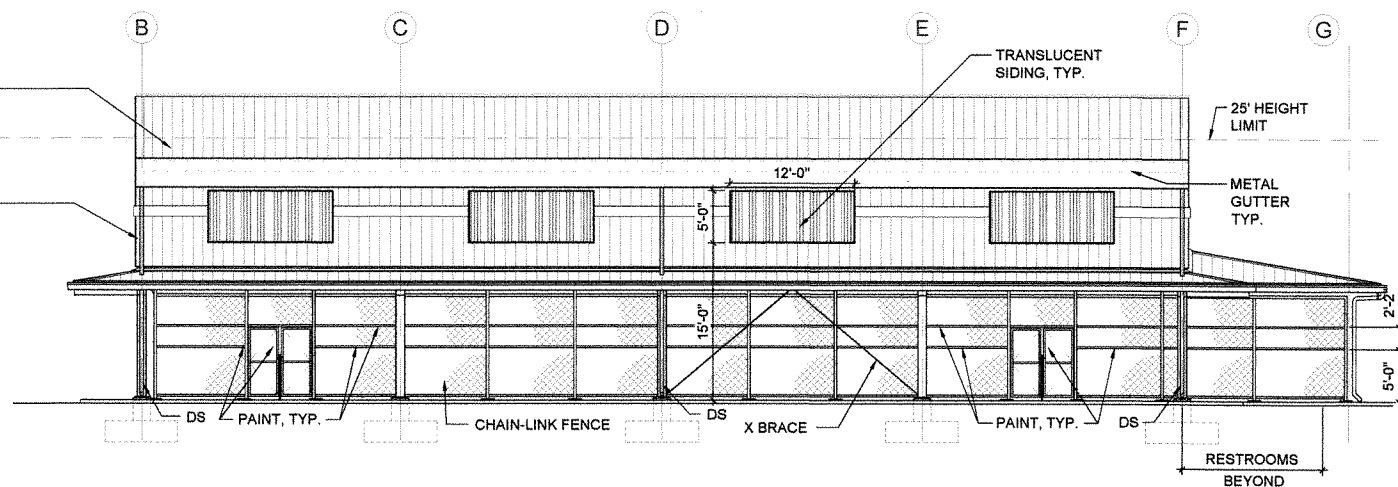 B
C
D
E
F
G
TRANSLUCENT
SIDING, TYP.
25' HEIGHT
LIMIT
12'-0"
METAL
GUTTER
TYP.
5'-0"
15'-0"
2'-2
5'-0"
DS
PAINT, TYP.
CHAIN-LINK FENCE
DS
X BRACE
PAINT, TYP.
DS
RESTROOMS
BEYOND